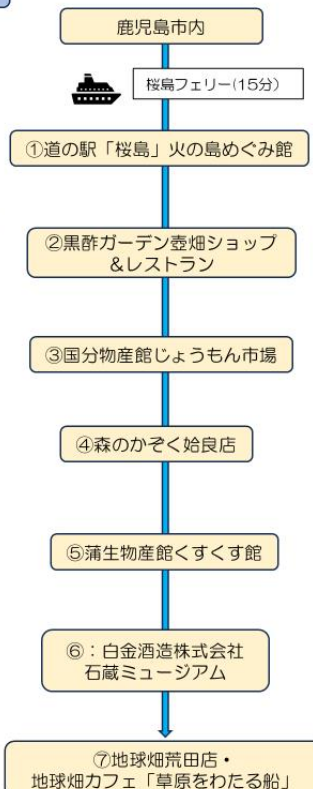 鹿児島市内
桜島フェリー(15分)
①道の駅「桜島」火の島めぐみ館
②黒酢ガーデン壺畑ショップ
&レストラン
③国分物産館じょうもん市場
④森のかぞく姶良店
⑤蒲生物産館くすくす館
⑥：白金酒造株式会社
石蔵ミュージアム
⑦地球畑荒田店・
地球畑カフェ「草原をわたる船」